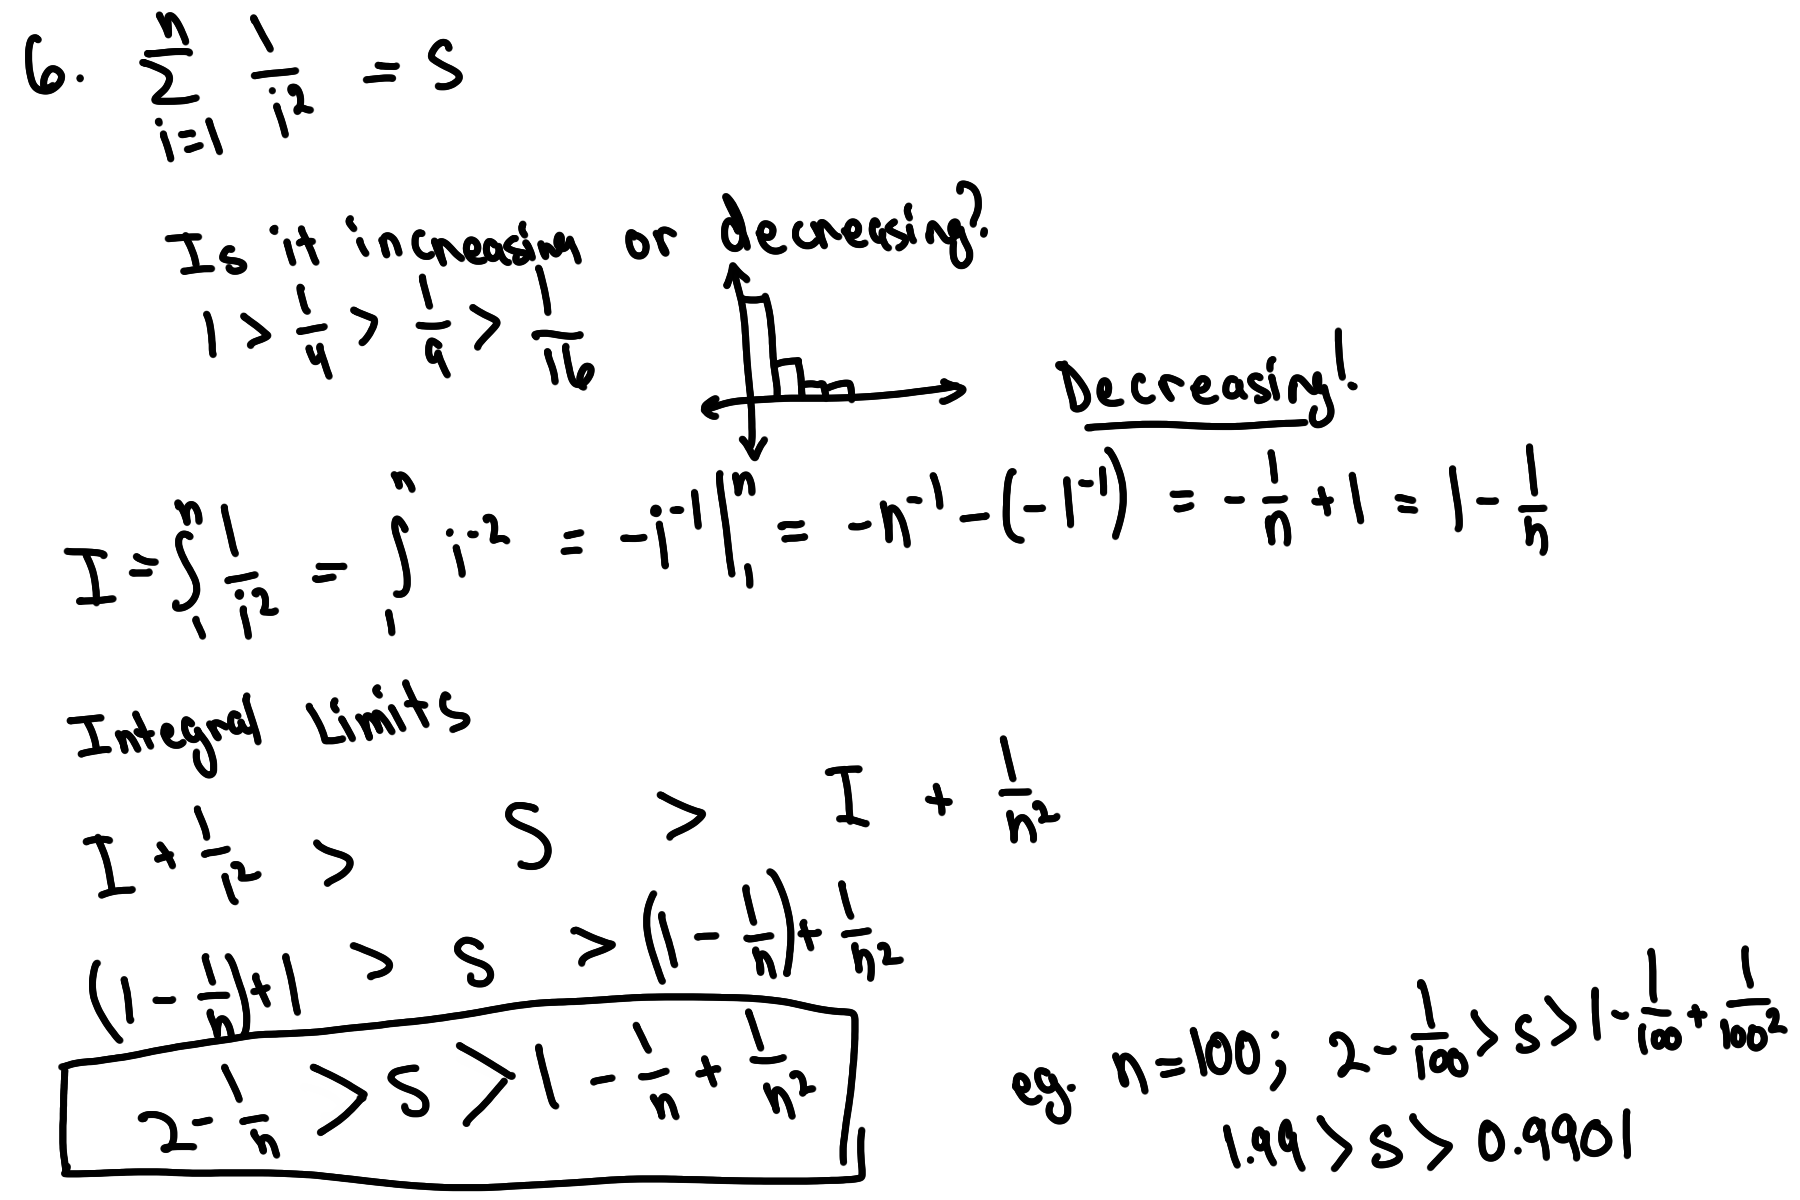 6. \sum_{i=1}^{n} \frac{1}{i^2} = S
Is it increasing or decreasing?
1 > \frac{1}{4} > \frac{1}{9} > \frac{1}{16}
Decreasing!
I = \int_1^n \frac{1}{i^2} = \int_1^n i^{-2} = -i^{-1} |_1^n = -n^{-1} - (-1^{-1}) = -\frac{1}{n} + 1 = 1 - \frac{1}{n}
Integral Limits
I + \frac{1}{i^2} > S > I + \frac{1}{n^2}
(1 - \frac{1}{n}) + 1 > S > (1 - \frac{1}{n}) + \frac{1}{n^2}
2 - \frac{1}{n} > S > 1 - \frac{1}{n} + \frac{1}{n^2}
eg. n=100; 2 - \frac{1}{100} > S > 1 - \frac{1}{100} + \frac{1}{100^2}
1.99 > S > 0.9901